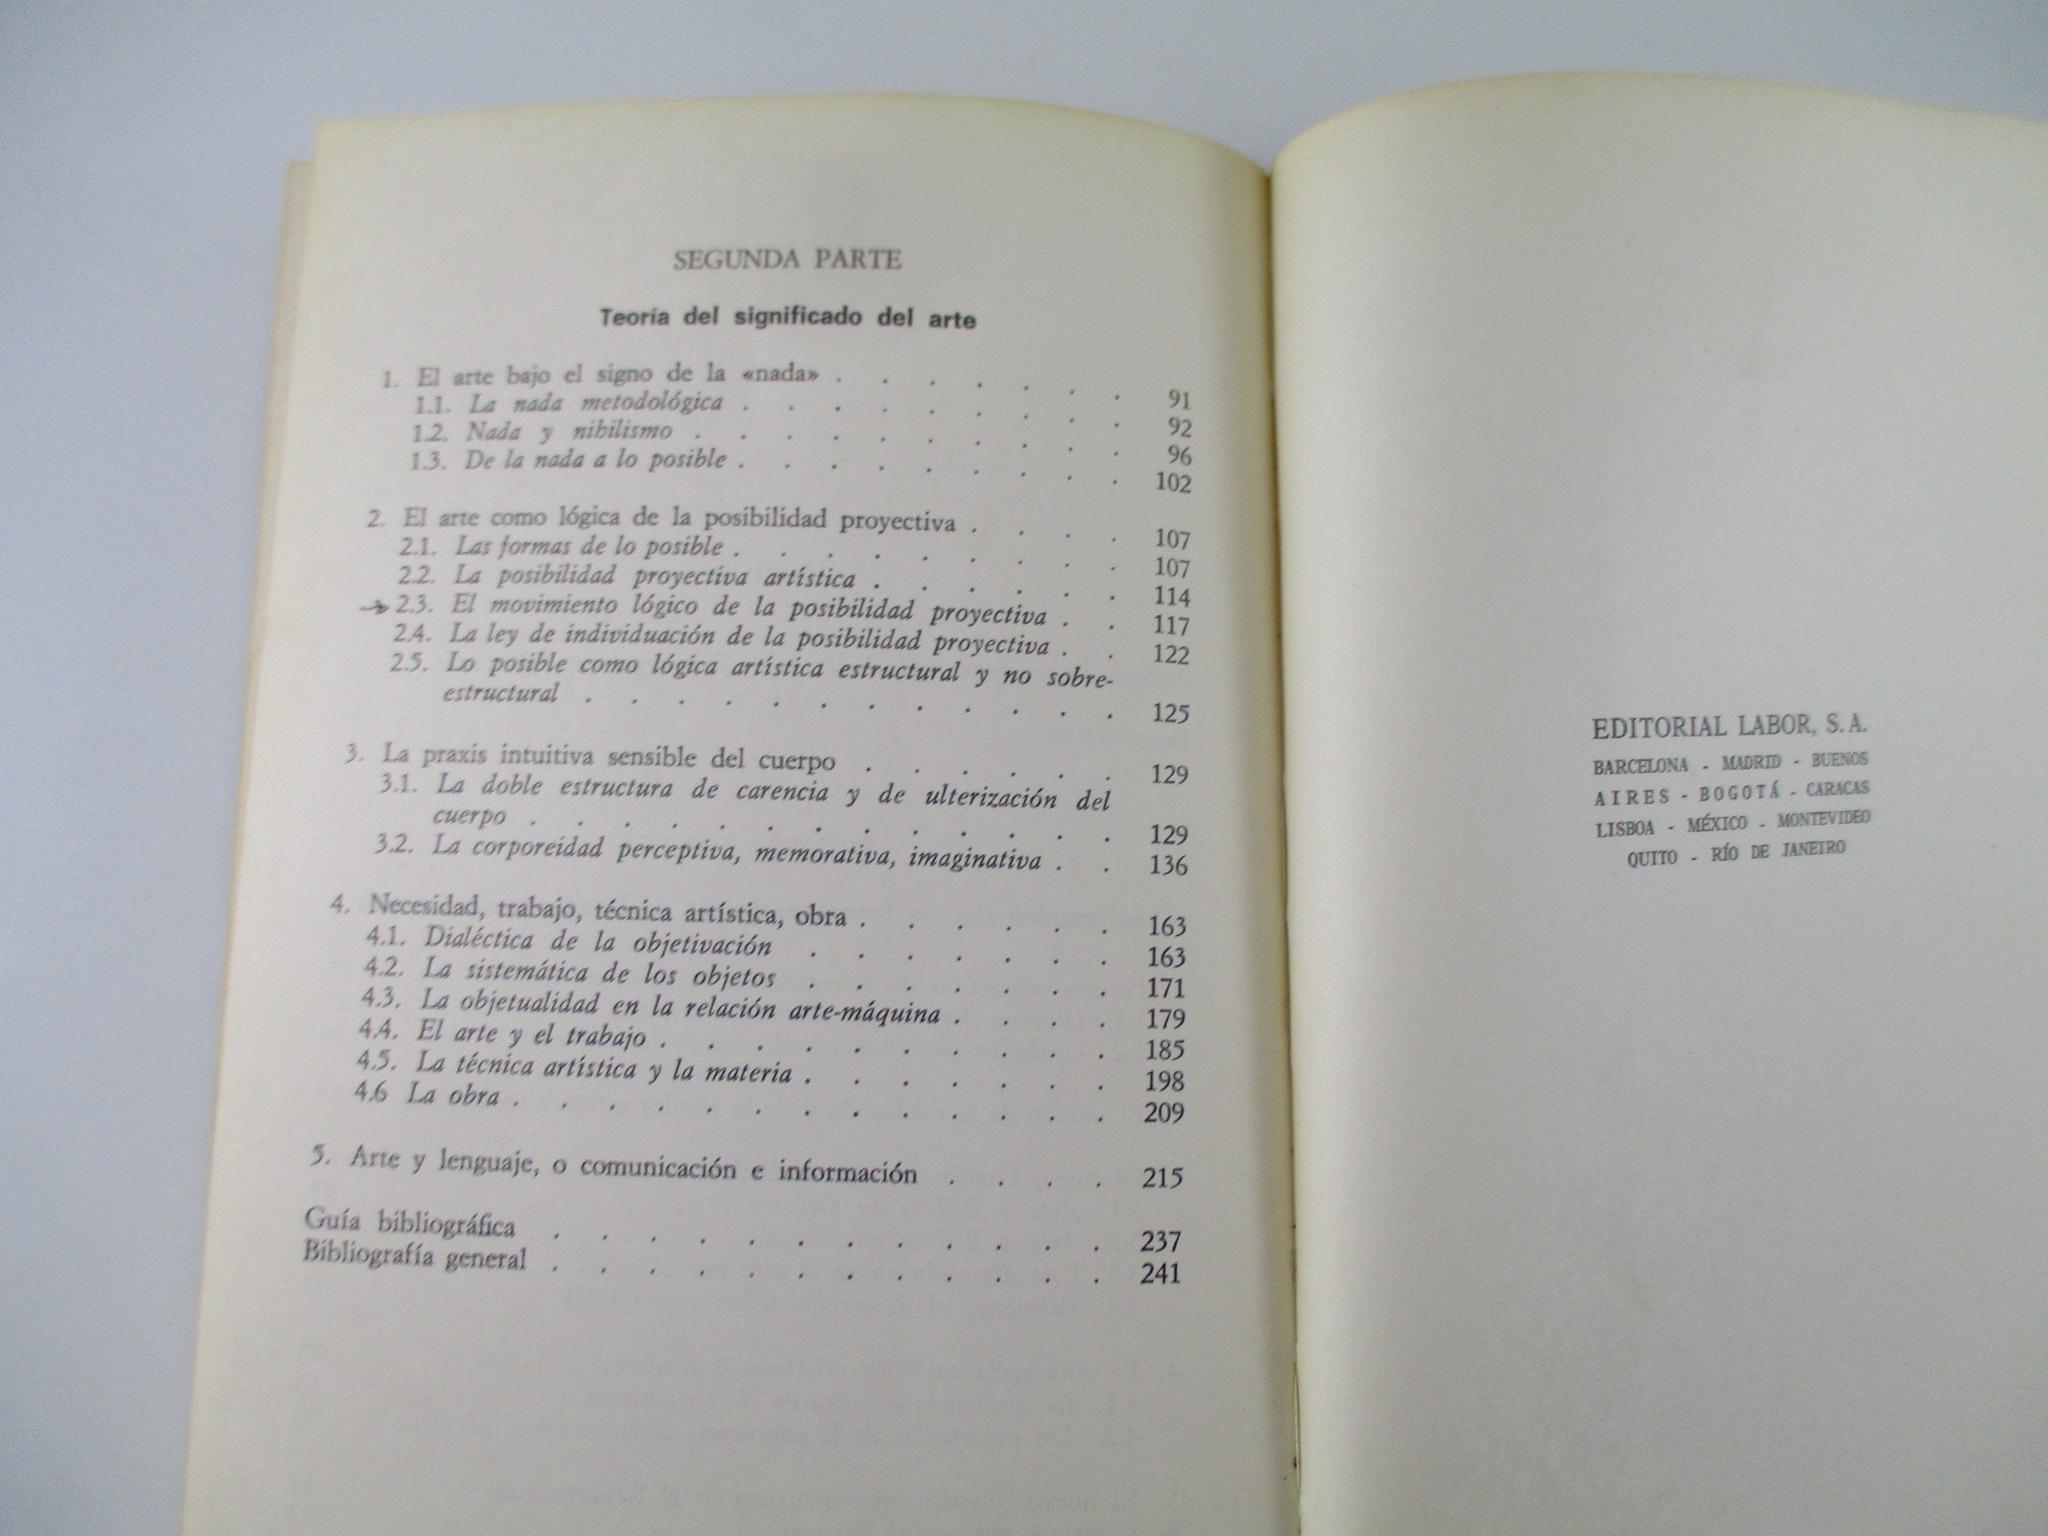 SEGUNDA PARTE
Teoría del significado del arte
1. El arte bajo el signo de la «nada» . . . . . . . 91
1.1. La nada metodológica . . . . . . . . . 92
1.2. Nada y nihilismo . . . . . . . . . . 96
1.3. De la nada a lo posible . . . . . . . . . 102
2. El arte como lógica de la posibilidad proyectiva . . . . 107
2.1. Las formas de lo posible . . . . . . . . . 107
2.2. La posibilidad proyectiva artística . . . . . . 114
2.3. El movimiento lógico de la posibilidad proyectiva . . 117
2.4. La ley de individuación de la posibilidad proyectiva . . 122
2.5. Lo posible como lógica artística estructural y no sobre-
estructural . . . . . . . . . . . . 125
3. La praxis intuitiva sensible del cuerpo . . . . . . 129
3.1. La doble estructura de carencia y de ulterización del
cuerpo . . . . . . . . . . . . . 129
3.2. La corporeidad perceptiva, memorativa, imaginativa . . 136
4. Necesidad, trabajo, técnica artística, obra . . . . . . 163
4.1. Dialéctica de la objetivación . . . . . . . 163
4.2. La sistemática de los objetos . . . . . . . 171
4.3. La objetualidad en la relación arte-máquina . . . . 179
4.4. El arte y el trabajo . . . . . . . . . . 185
4.5. La técnica artística y la materia . . . . . . . 198
4.6 La obra . . . . . . . . . . . . . 209
5. Arte y lenguaje, o comunicación e información . . . . 215
Guía bibliográfica . . . . . . . . . . . . 237
Bibliografía general . . . . . . . . . . . . 241
EDITORIAL LABOR, S. A.
BARCELONA - MADRID - BUENOS
AIRES - BOGOTÁ - CARACAS
LISBOA - MÉXICO - MONTEVIDEO
QUITO - RÍO DE JANEIRO